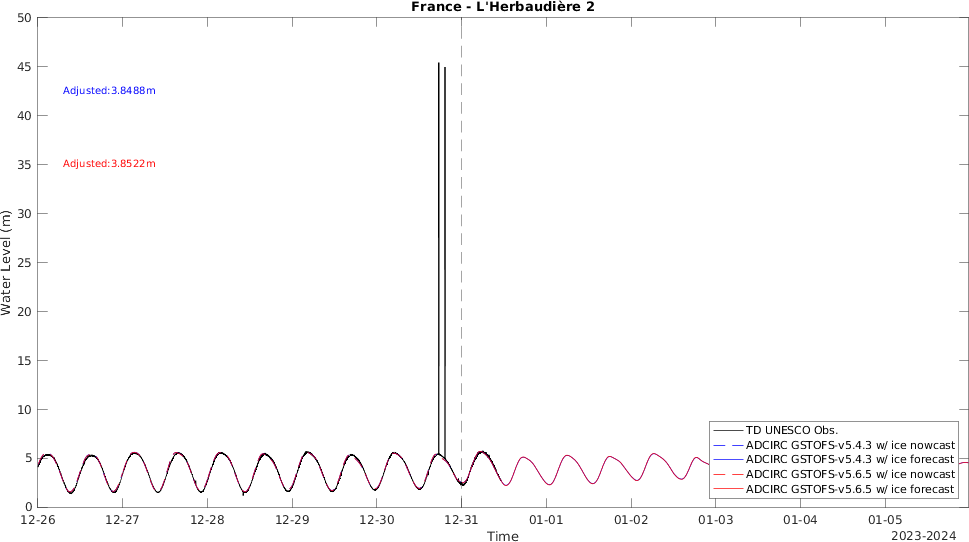 France - L'Herbaudière 2
50
45
40
35
30
25
20
15
10
5
0
Water Level (m)
Adjusted:3.8488m
Adjusted:3.8522m
TD UNESCO Obs.
ADCIRC GSTOFS-v5.4.3 w/ ice nowcast
ADCIRC GSTOFS-v5.4.3 w/ ice forecast
ADCIRC GSTOFS-v5.6.5 w/ ice nowcast
ADCIRC GSTOFS-v5.6.5 w/ ice forecast
12-26 12-27 12-28 12-29 12-30 12-31 01-01 01-02 01-03 01-04 01-05
Time
2023-2024